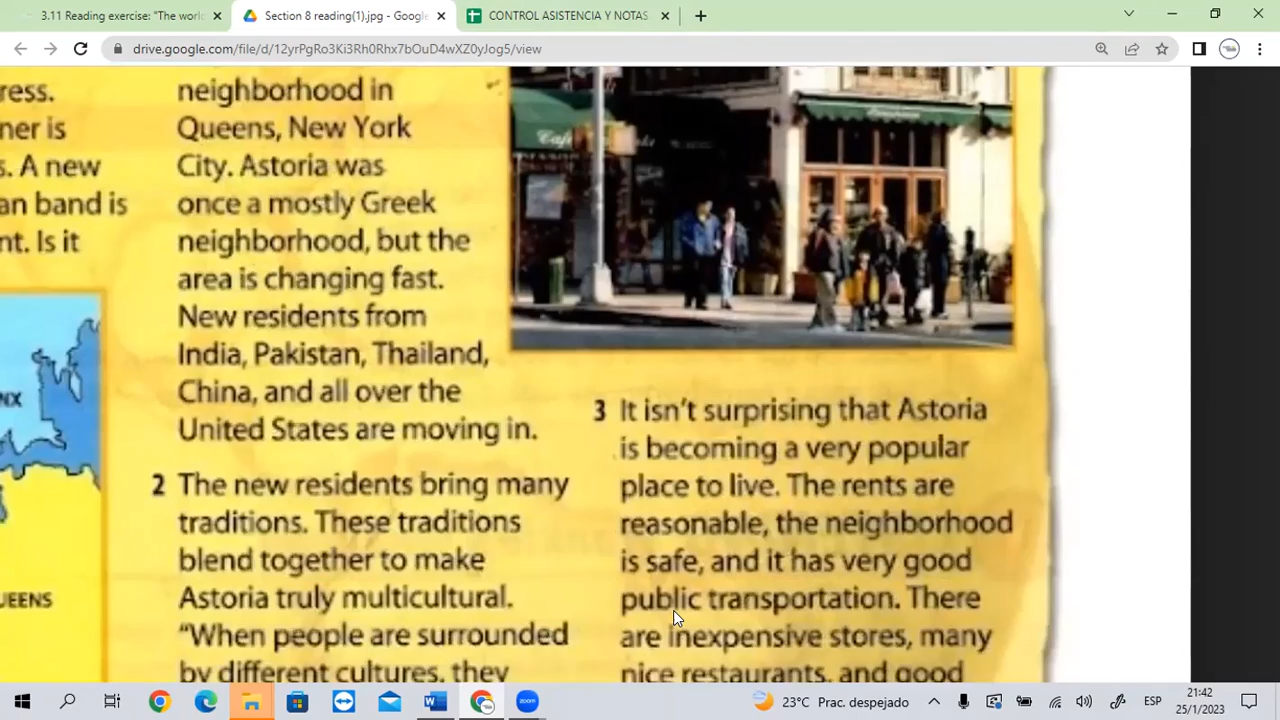 3.11 Reading exercise: "The worl
Section 8 reading(1).jpg - Google
CONTROL ASISTENCIA Y NOTAS
drive.google.com/file/d/12yrPgRo3Ki3Rh0Rhx7bOuD4wXZ0yJog5/view
ress.
ner is
s. A new
an band is
nt. Is it
NX
UEENS
neighborhood in
Queens, New York
City. Astoria was
once a mostly Greek
neighborhood, but the
area is changing fast.
New residents from
India, Pakistan, Thailand,
China, and all over the
United States are moving in.
2 The new residents bring many
traditions. These traditions
blend together to make
Astoria truly multicultural.
"When people are surrounded
by different cultures, they
3 It isn't surprising that Astoria
is becoming a very popular
place to live. The rents are
reasonable, the neighborhood
is safe, and it has very good
public transportation. There
are inexpensive stores, many
nice restaurants, and good
23°C Prac. despejado
ESP
21:42
25/1/2023